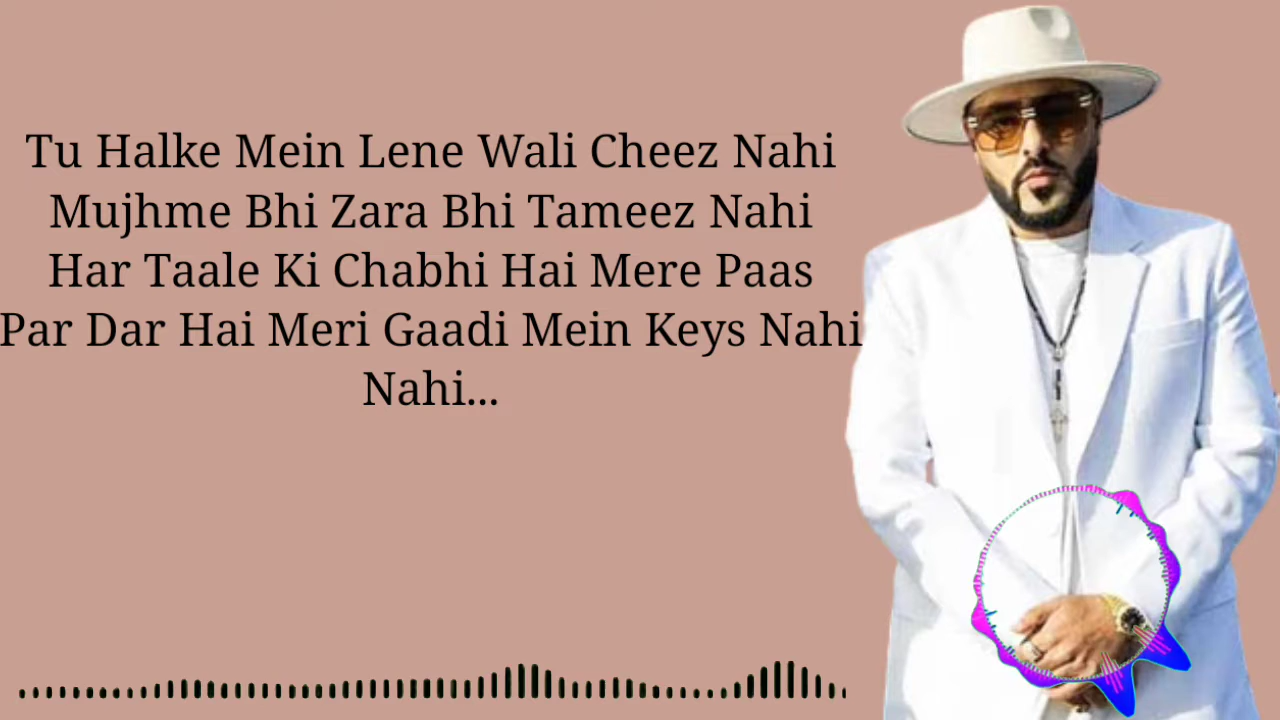 Tu Halke Mein Lene Wali Cheez Nahi
Mujhme Bhi Zara Bhi Tameez Nahi
Har Taale Ki Chabhi Hai Mere Paas
Par Dar Hai Meri Gaadi Mein Keys Nahi
Nahi...